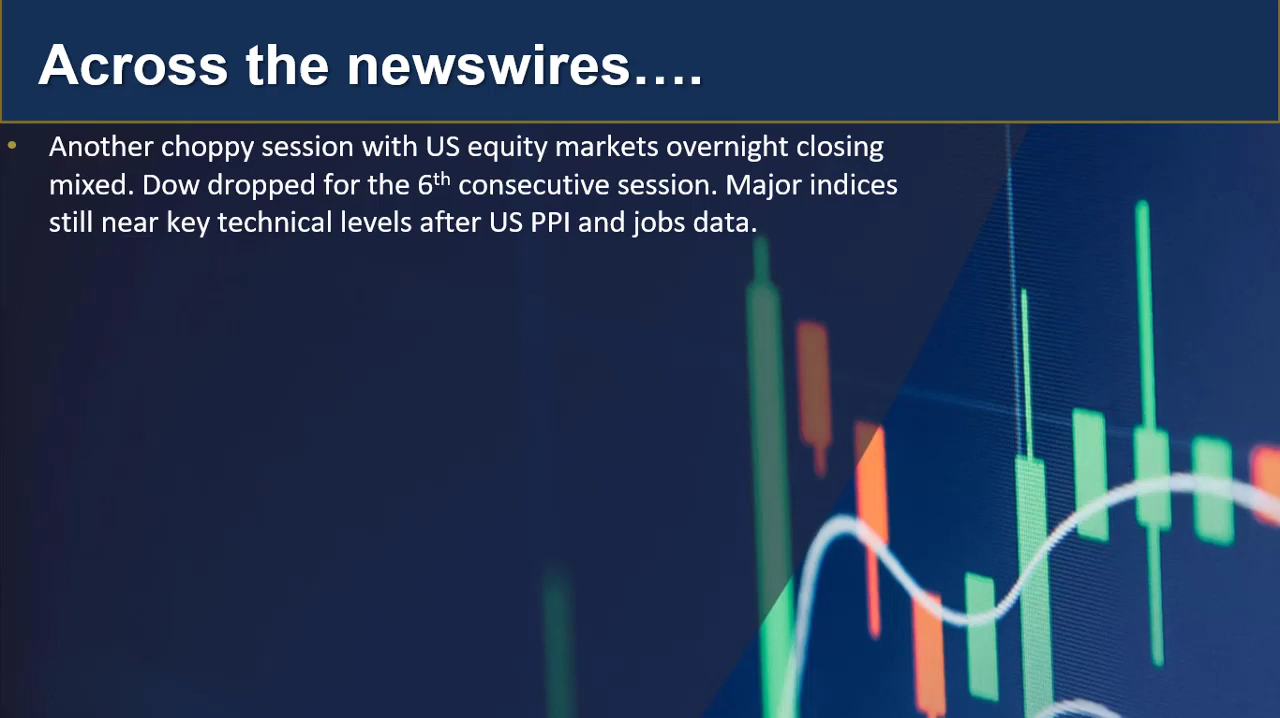 Across the newswires….
• Another choppy session with US equity markets overnight closing
mixed. Dow dropped for the 6th consecutive session. Major indices
still near key technical levels after US PPI and jobs data.